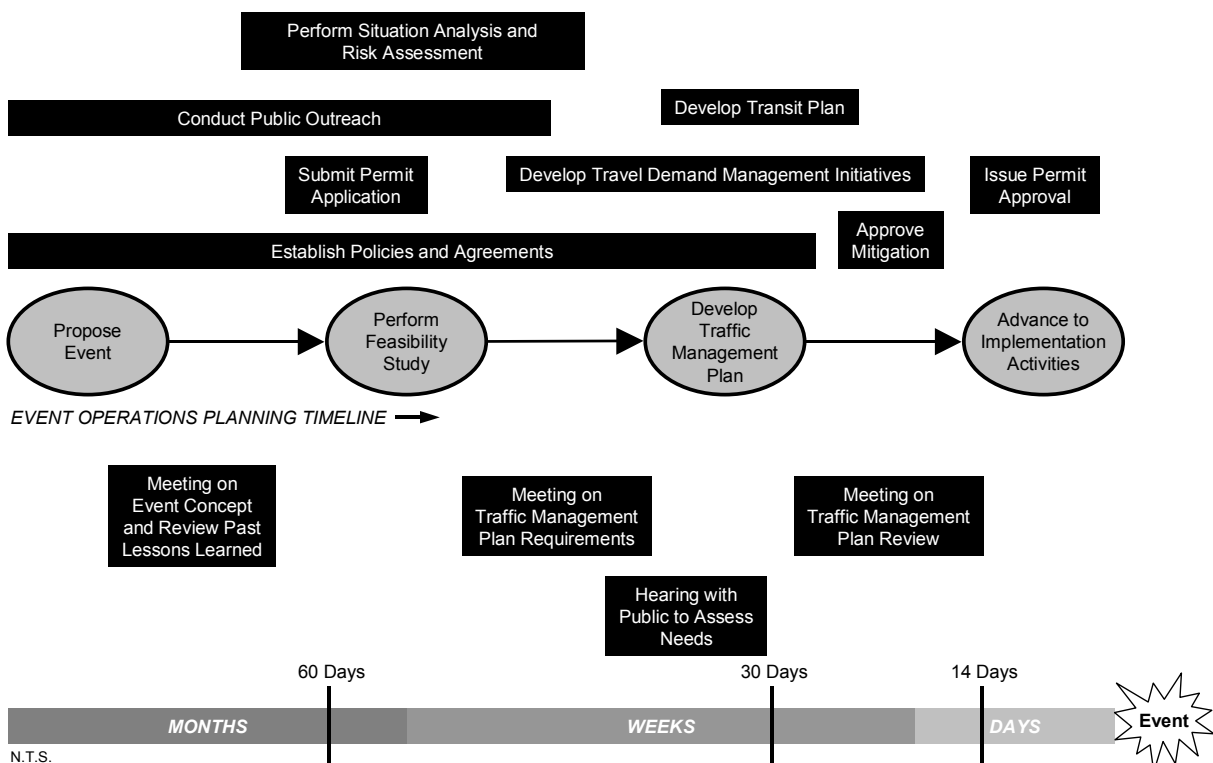 Perform Situation Analysis and
Risk Assessment
Conduct Public Outreach
Develop Transit Plan
Submit Permit
Application
Develop Travel Demand Management Initiatives
Issue Permit
Approval
Establish Policies and Agreements
Approve
Mitigation
Propose
Event
Perform
Feasibility
Study
Develop
Traffic
Management
Plan
Advance to
Implementation
Activities
EVENT OPERATIONS PLANNING TIMELINE
Meeting on
Event Concept
and Review Past
Lessons Learned
Meeting on
Traffic Management
Plan Requirements
Meeting on
Traffic Management
Plan Review
Hearing with
Public to Assess
Needs
60 Days
30 Days
14 Days
MONTHS
WEEKS
DAYS
Event
N.T.S.